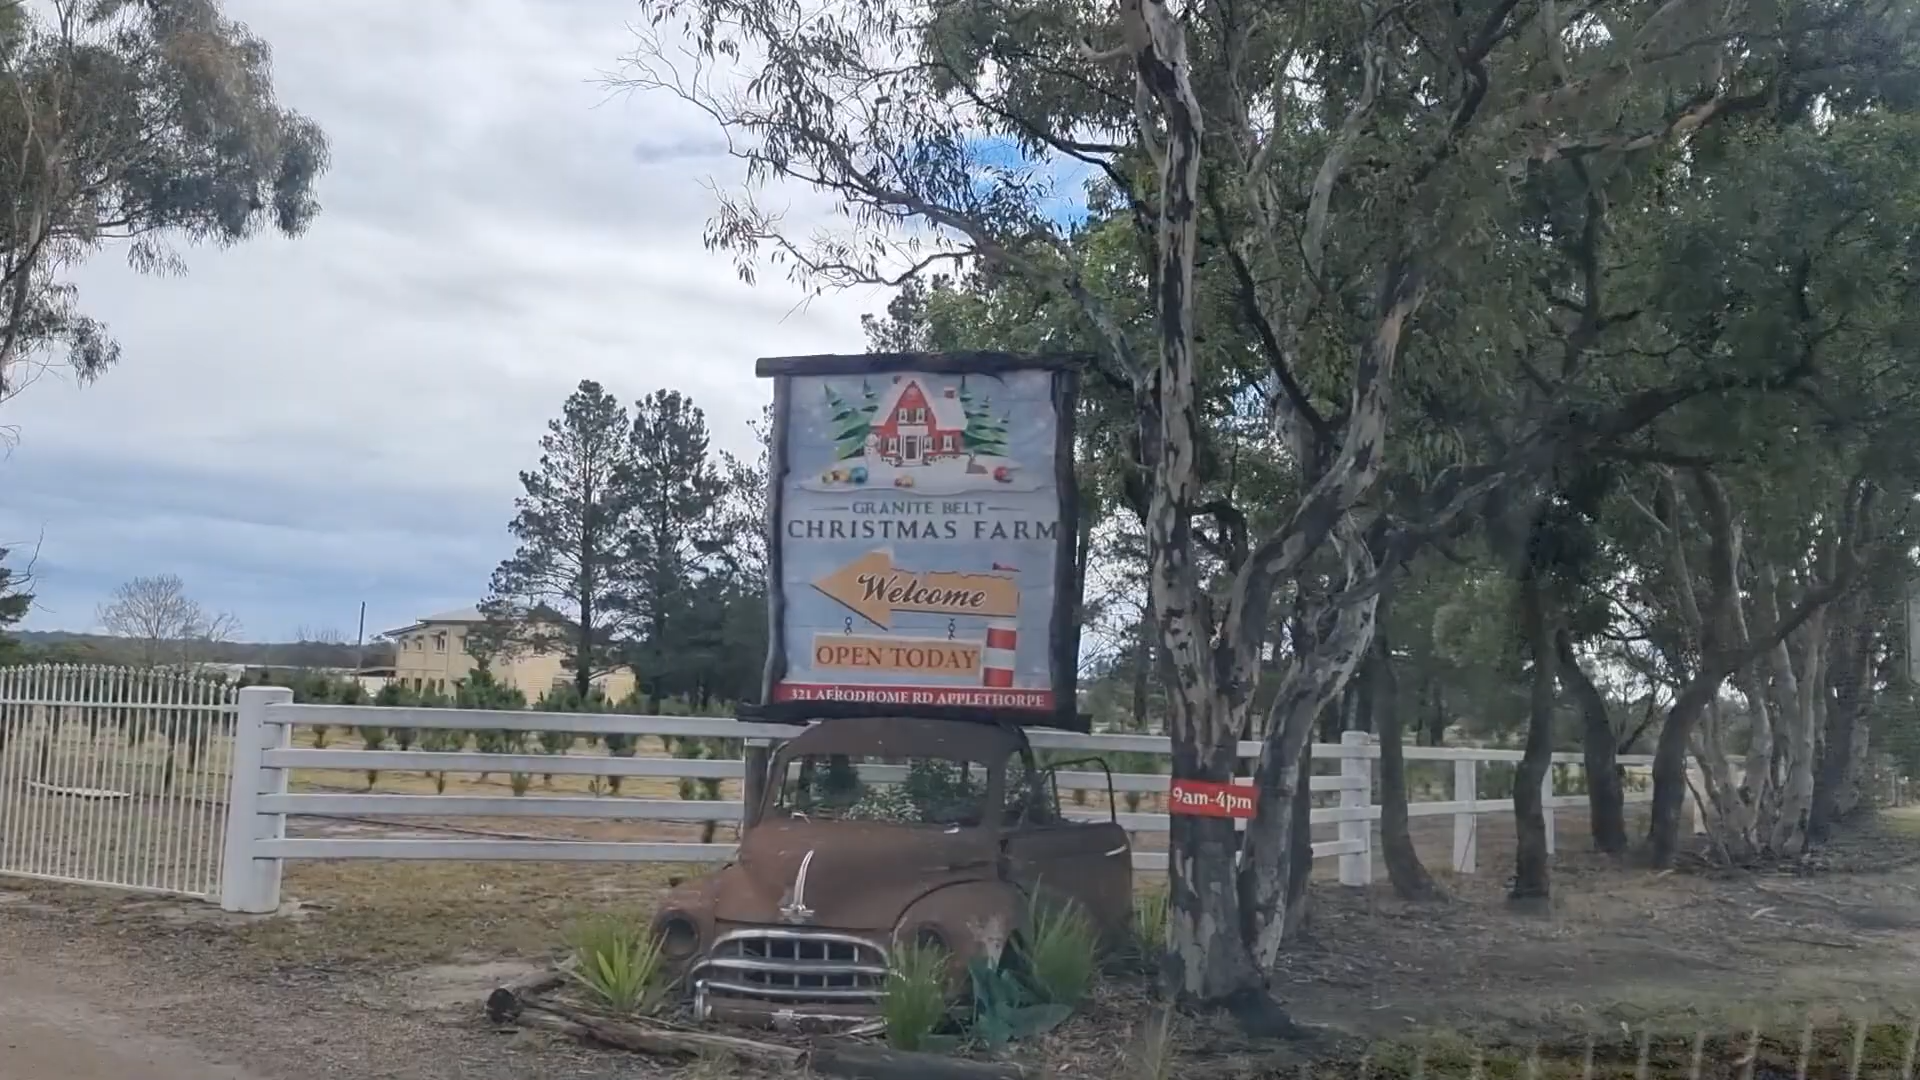 GRANITE BELT
CHRISTMAS FARM
Welcome
OPEN TODAY
321 AERODROME RD APPLETHORPE
9am-4pm